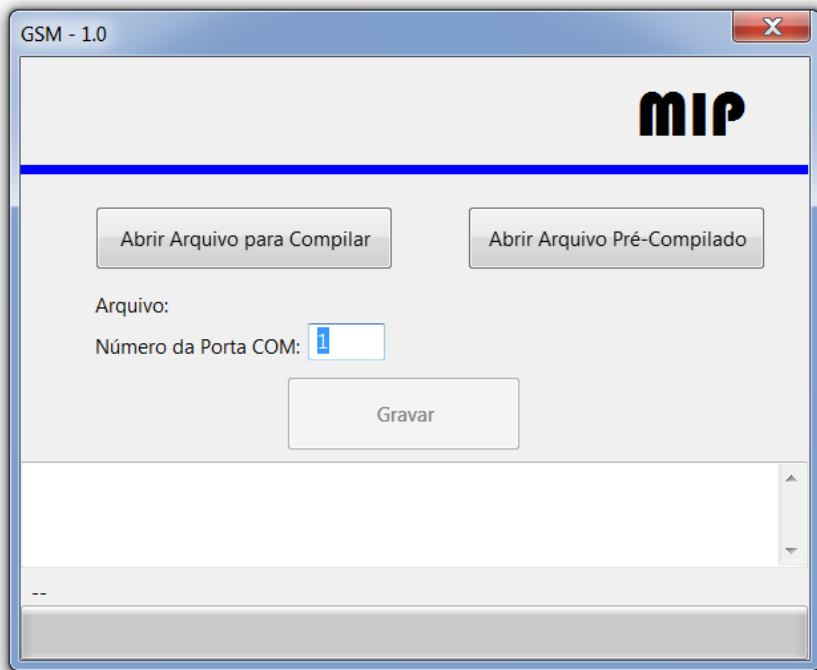 GSM - 1.0
MIP
Abrir Arquivo para Compilar
Abrir Arquivo Pré-Compilado
Arquivo:
Número da Porta COM: 1
Gravar
--